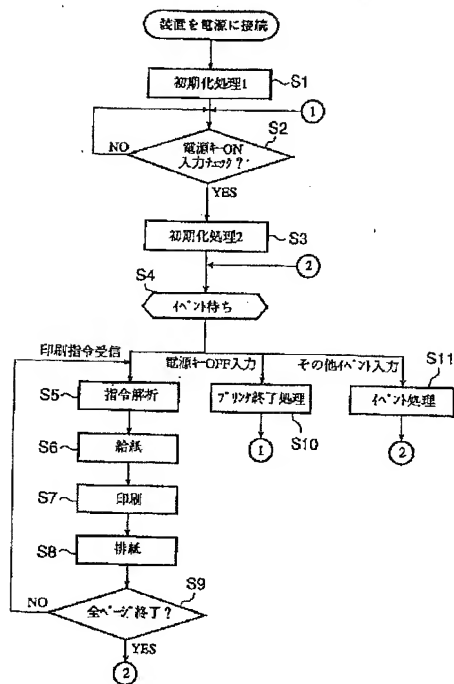 装置を電源に接続
初期化処理1
S1
1
S2
電源キーON
入力チェック?
NO
YES
初期化処理2
S3
2
S4
イベント待ち
印刷指令受信
電源キーOFF入力
その他イベント入力
S5
指令解析
プリンタ終了処理
S10
S11
イベント処理
1
2
S6
給紙
S7
印刷
S8
排紙
S9
NO
全ページ終了?
YES
2